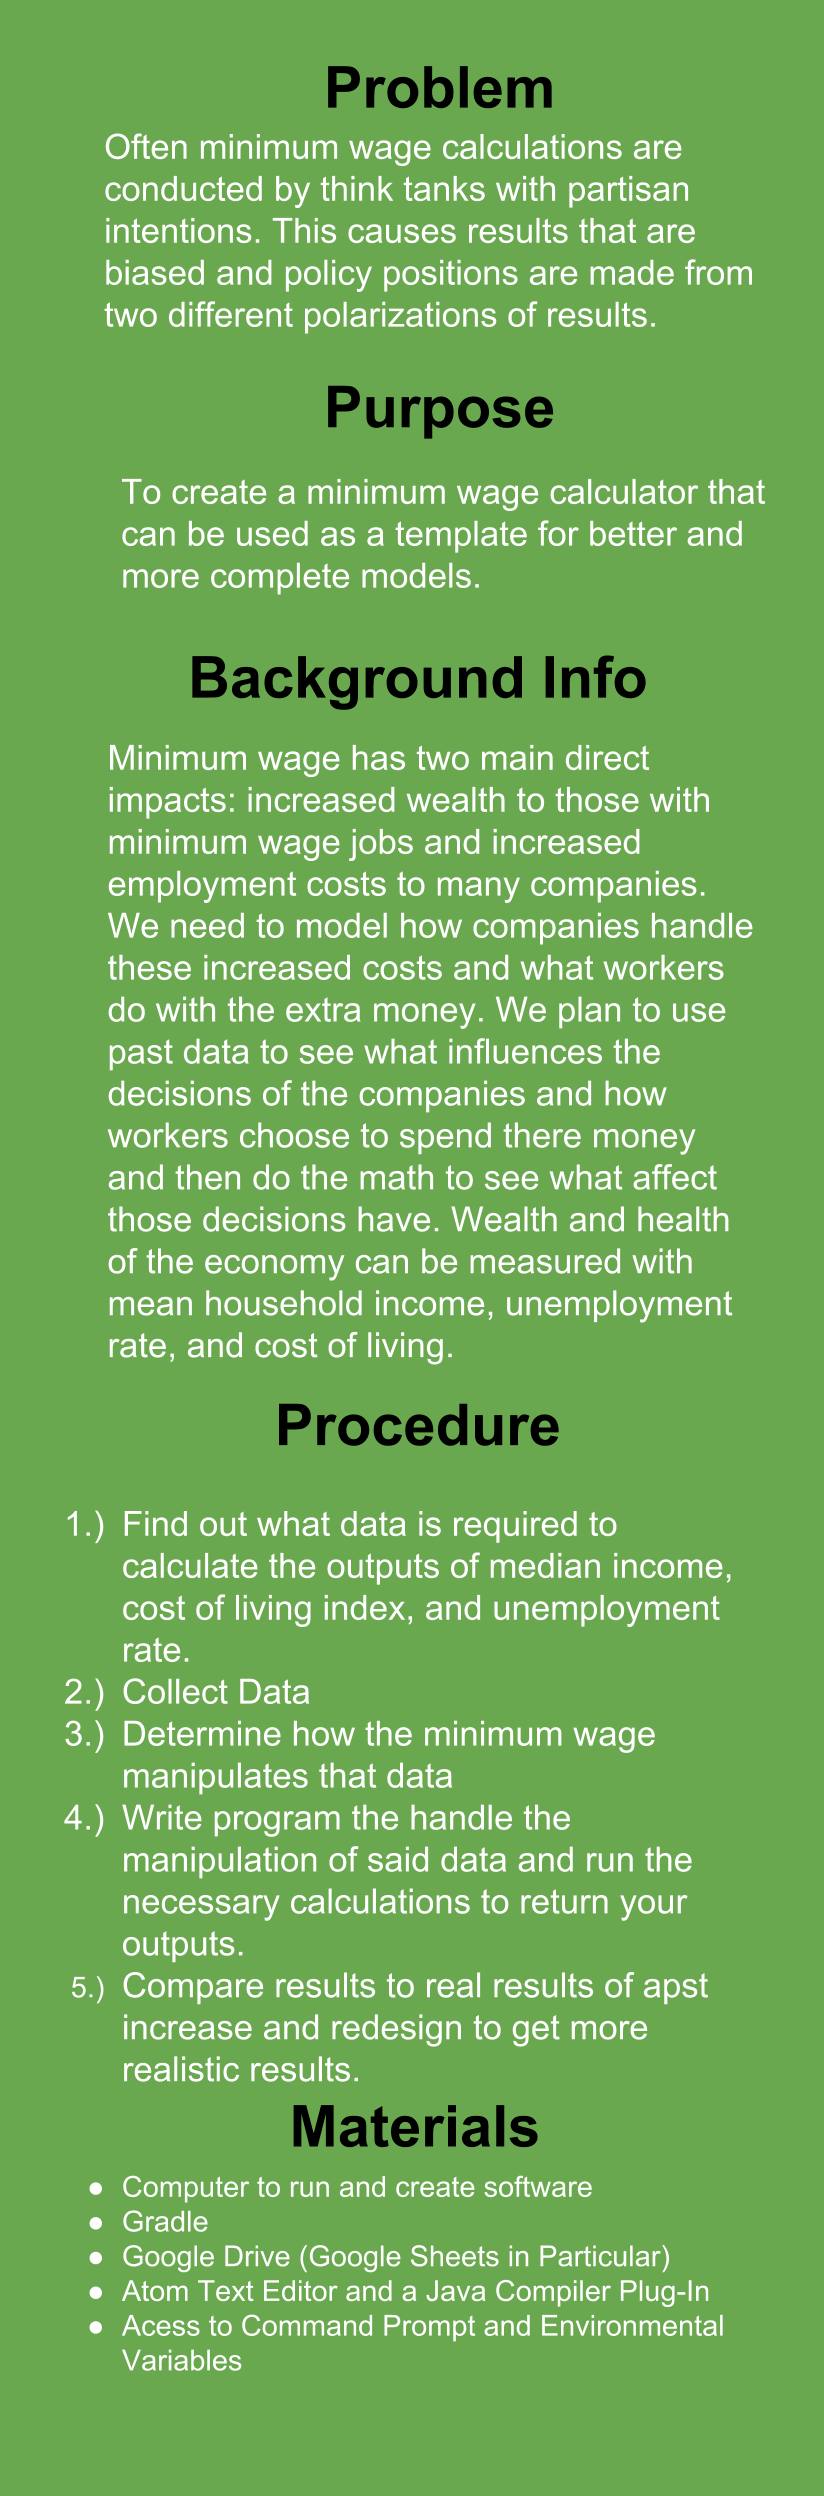 Problem
Often minimum wage calculations are
conducted by think tanks with partisan
intentions. This causes results that are
biased and policy positions are made from
two different polarizations of results.
Purpose
To create a minimum wage calculator that
can be used as a template for better and
more complete models.
Background Info
Minimum wage has two main direct
impacts: increased wealth to those with
minimum wage jobs and increased
employment costs to many companies.
We need to model how companies handle
these increased costs and what workers
do with the extra money. We plan to use
past data to see what influences the
decisions of the companies and how
workers choose to spend there money
and then do the math to see what affect
those decisions have. Wealth and health
of the economy can be measured with
mean household income, unemployment
rate, and cost of living.
Procedure
1.) Find out what data is required to
calculate the outputs of median income,
cost of living index, and unemployment
rate.
2.) Collect Data
3.) Determine how the minimum wage
manipulates that data
4.) Write program the handle the
manipulation of said data and run the
necessary calculations to return your
outputs.
5.) Compare results to real results of apst
increase and redesign to get more
realistic results.
Materials
● Computer to run and create software
● Gradle
● Google Drive (Google Sheets in Particular)
● Atom Text Editor and a Java Compiler Plug-In
● Acess to Command Prompt and Environmental
Variables